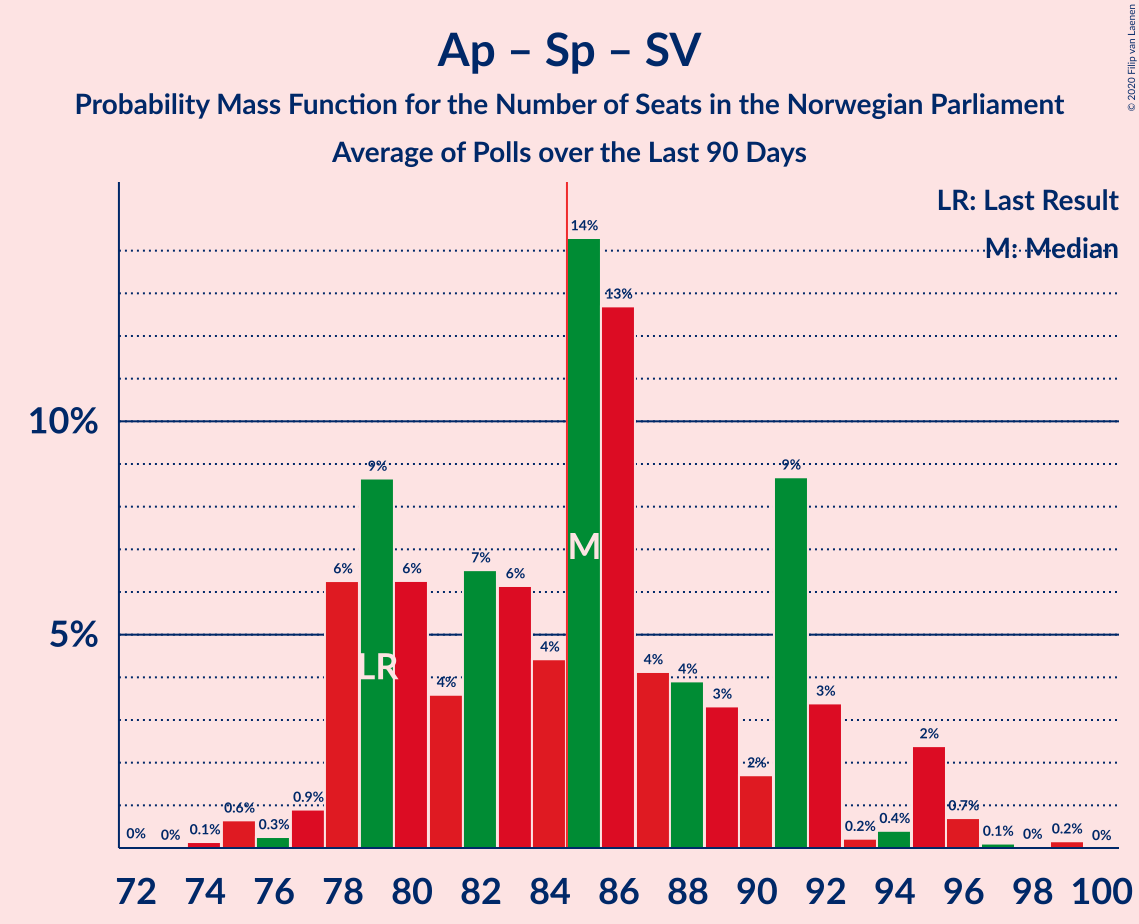 Ap – Sp – SV
Probability Mass Function for the Number of Seats in the Norwegian Parliament
Average of Polls over the Last 90 Days
© 2020 Filip van Laenen
LR: Last Result
M: Median
10%
5%
0% 0% 0.1% 0.6% 0.3% 0.9% 6% 9% 6% 4% 7% 6% 4% 14% 13% 4% 4% 3% 2% 9% 3% 0.2% 0.4% 2% 0.7% 0.1% 0% 0.2% 0%
LR M
72 74 76 78 80 82 84 86 88 90 92 94 96 98 100